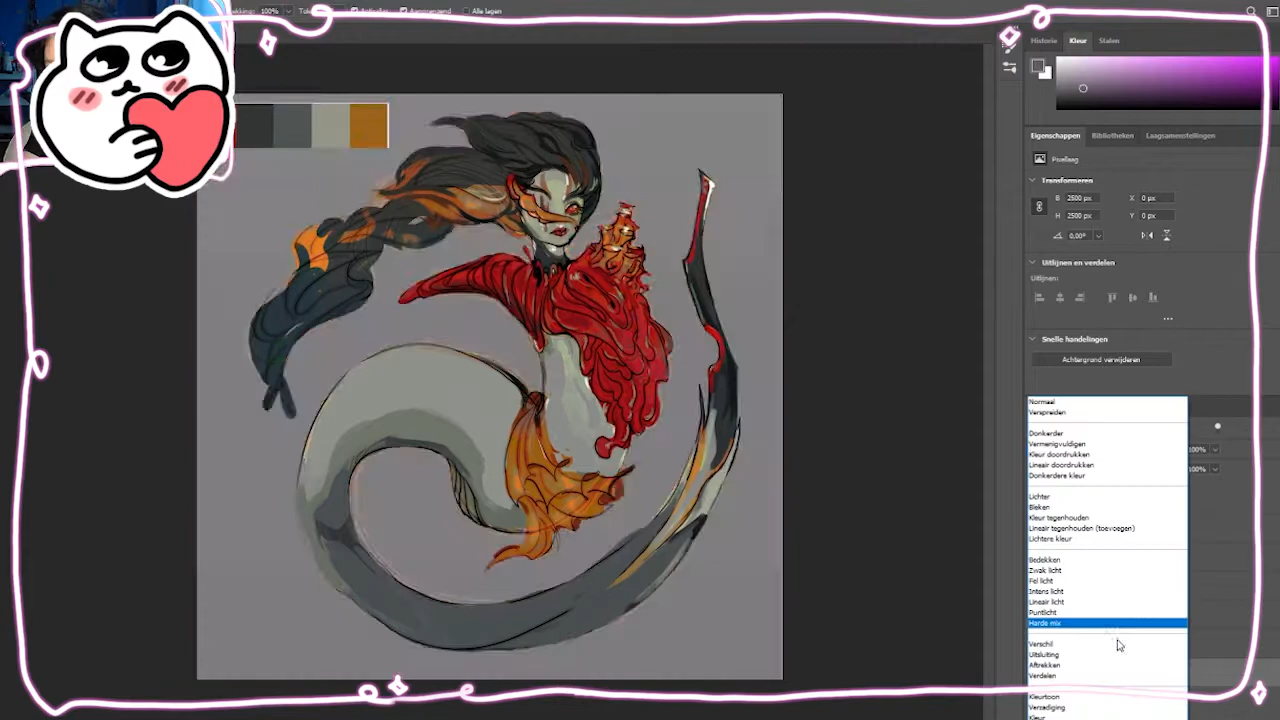 100%
Alle lagen
Historie Kleur Stalen
Eigenschappen Bibliotheken Laagsamenstellingen
Pixellaag
Transformeren
B 2500 px X 0 px
H 2500 px Y 0 px
0,00°
Uitlijnen en verdelen
Uitlijnen:
Snelle handelingen
Achtergrond verwijderen
Normaal
Verspreiden
Donkerder
Vermenigvuldigen
Kleur doordrukken
100%
Lineair doordrukken
100%
Donkerdere kleur
Lichter
Bleken
Kleur tegenhouden
Lineair tegenhouden (toevoegen)
Lichtere kleur
Bedekken
Zwak licht
Fel licht
Intens licht
Lineair licht
Puntlicht
Harde mix
Verschil
Uitsluiting
Aftrekken
Verdelen
Kleurtoon
Verzadiging
Kleur